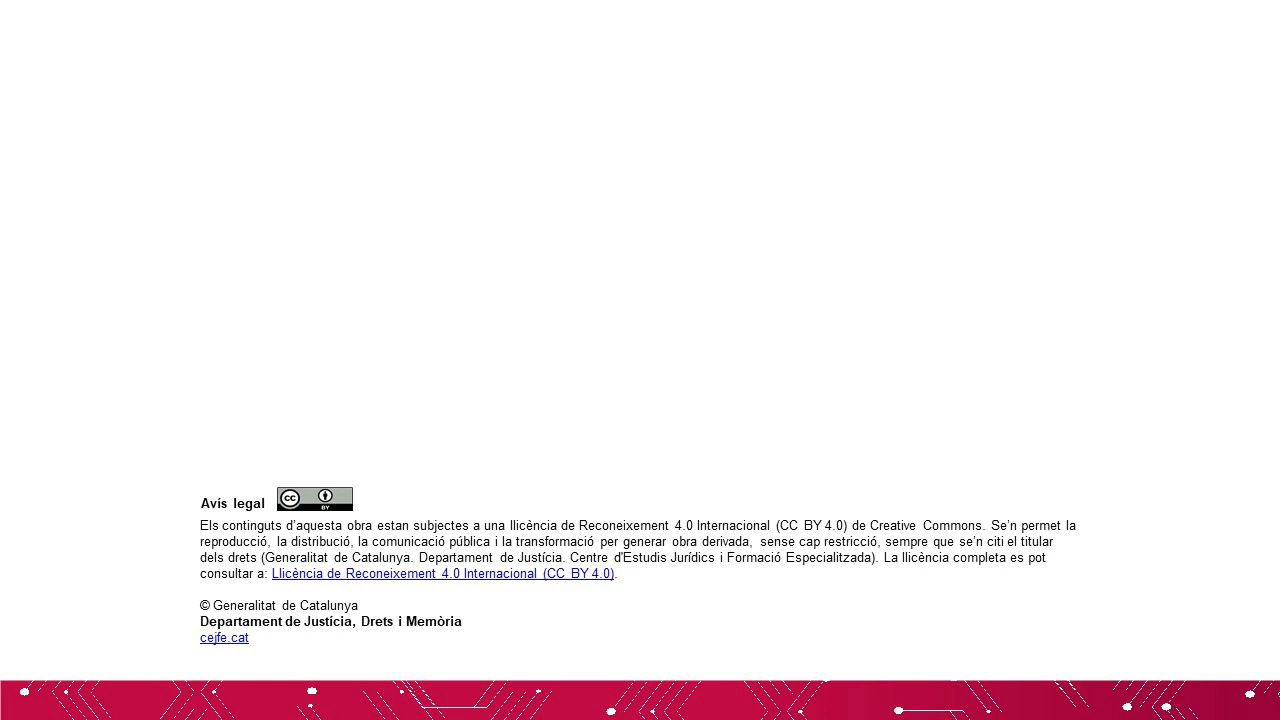 Avís legal
cc BY
Els continguts d’aquesta obra estan subjectes a una llicència de Reconeixement 4.0 Internacional (CC BY 4.0) de Creative Commons. Se’n permet la
reproducció, la distribució, la comunicació pública i la transformació per generar obra derivada, sense cap restricció, sempre que se’n citi el titular
dels drets (Generalitat de Catalunya. Departament de Justícia. Centre d'Estudis Jurídics i Formació Especialitzada). La llicència completa es pot
consultar a: Llicència de Reconeixement 4.0 Internacional (CC BY 4.0).
© Generalitat de Catalunya
Departament de Justícia, Drets i Memòria
cejfe.cat